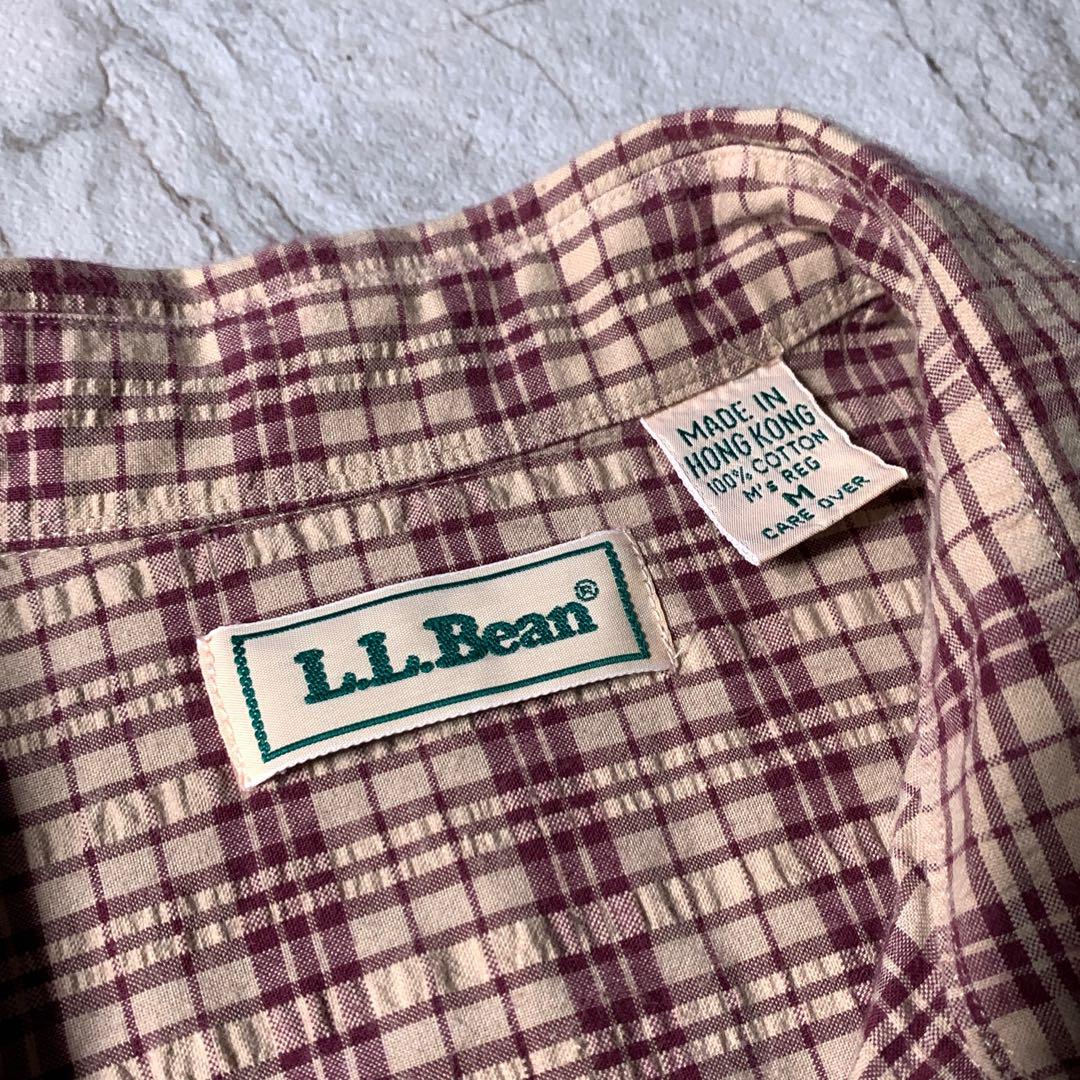 MADE IN
HONG KONG
100% COTTON
M'S REG
M
CARE OVER
L.L.Bean®